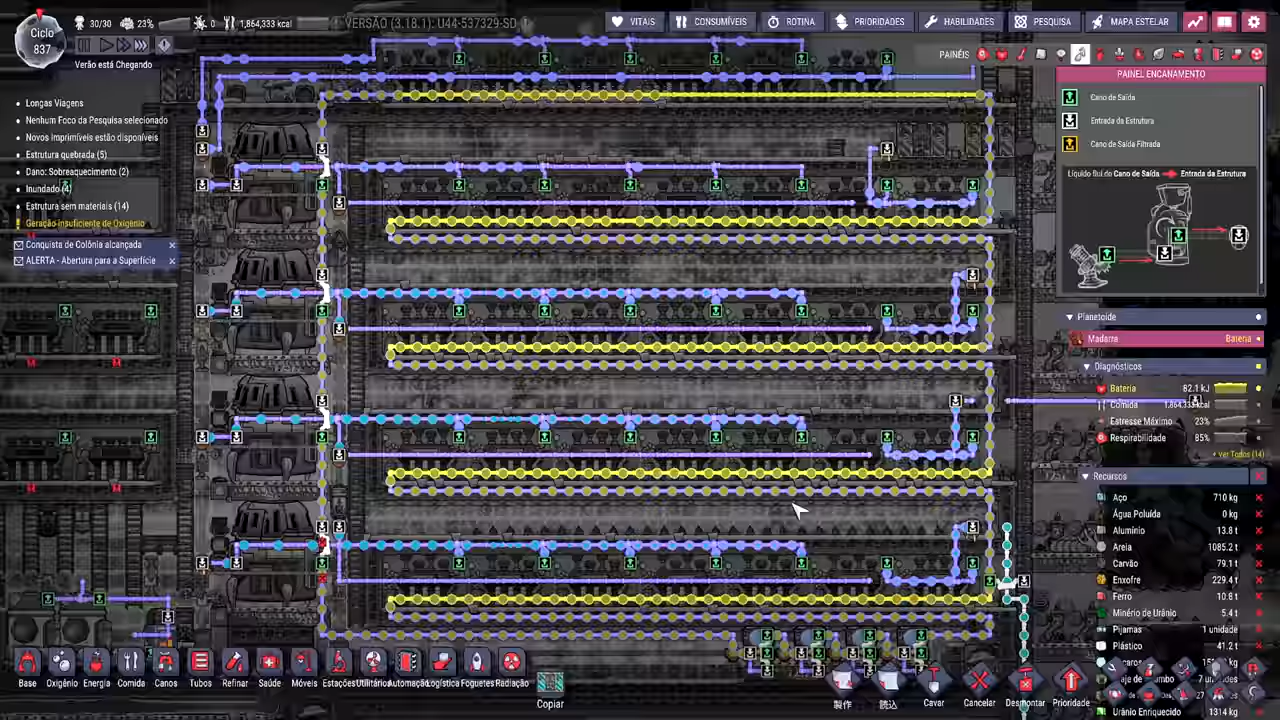 Ciclo
837
30/30
23%
0
1,864,333 kcal
VERSÃO (3.18.1): U44-537329-SD
VITAIS
CONSUMÍVEIS
ROTINA
PRIORIDADES
HABILIDADES
PESQUISA
MAPA ESTELAR
Verão está Chegando
PAINÉIS
PAINEL ENCANAMENTO
Cano de Saída
Entrada da Estrutura
Cano de Saída Filtrada
Líquido flui do Cano de Saída Entrada da Estrutura
Longas Viagens
Nenhum Foco da Pesquisa selecionado
Novos Imprimíveis estão disponíveis
Estrutura quebrada (5)
Dano: Sobreaquecimento (2)
Inundado
Estrutura sem materiais (14)
Geração Insuficiente de Oxigênio
Conquista de Colônia alcançada
ALERTA - Abertura para a Superfície
Planetoide
Madarra
Bateria
Diagnósticos
Bateria 82.1 kJ
Comida 1,864,333kcal
Estresse Máximo 23%
Respirabilidade 85%
+ Ver Todos (14)
Recursos
Aço 710 kg
Água Poluída 0 kg
Alumínio 13.8 t
Areia 1085.2 t
Carvão 79.1 t
Enxofre 229.4 t
Ferro 10.8 t
Minério de Urânio 5.4 t
Pijamas 1 unidade
Plástico 41.2 t
Urânio Enriquecido 1314 kg
Base
Oxigênio
Energia
Comida
Canos
Tubos
Refinar
Saúde
Móveis
Estações
Utilitários
Automação
Logística
Foguetes
Radiação
Copiar
製作
読込
Cavar
Cancelar
Desmontar
Prioridade